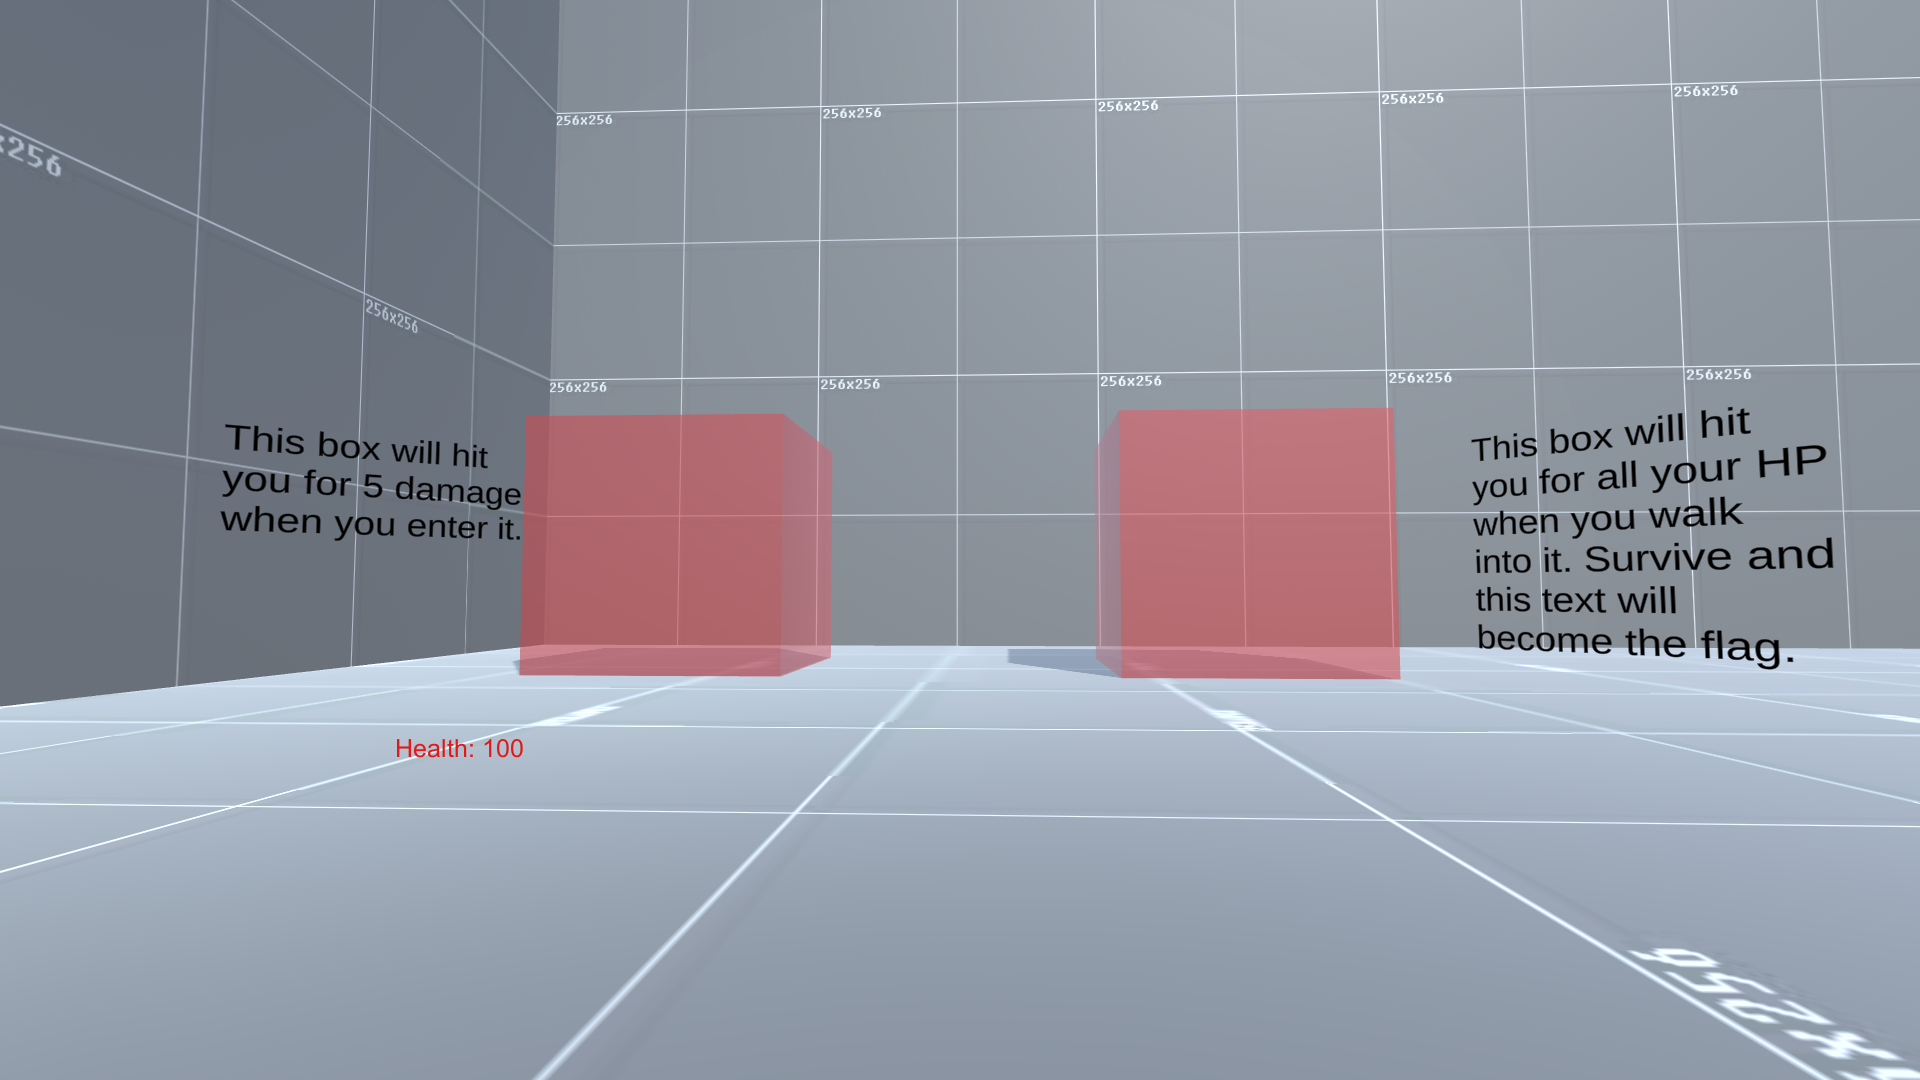 256x256
256x256
256x256
256x256
256x256
x256
256x256
256x256
256x256
256x256
256x256
256x256
This box will hit
you for 5 damage
when you enter it.
This box will hit
you for all your HP
when you walk
into it. Survive and
this text will
become the flag.
Health: 100